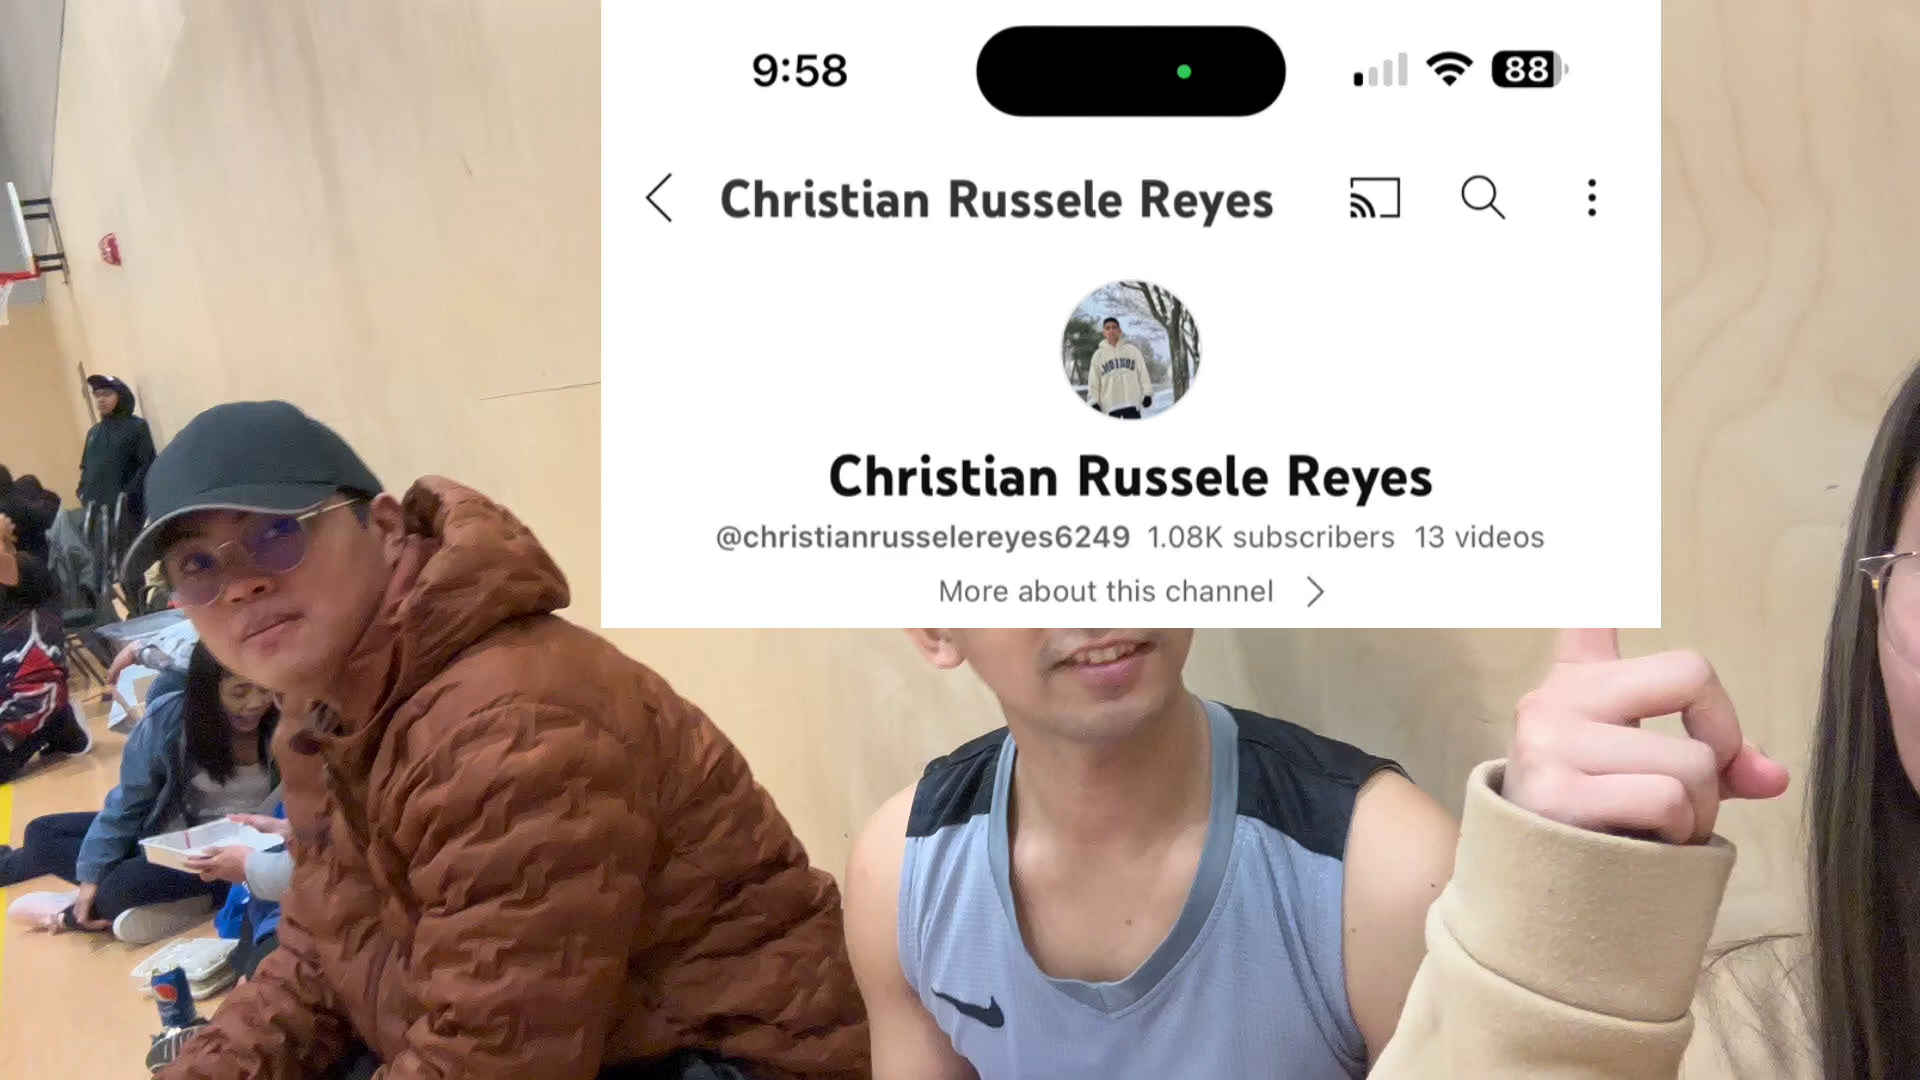 9:58
88
Christian Russele Reyes
Christian Russele Reyes
@christianrusselereyes6249 1.08K subscribers 13 videos
More about this channel